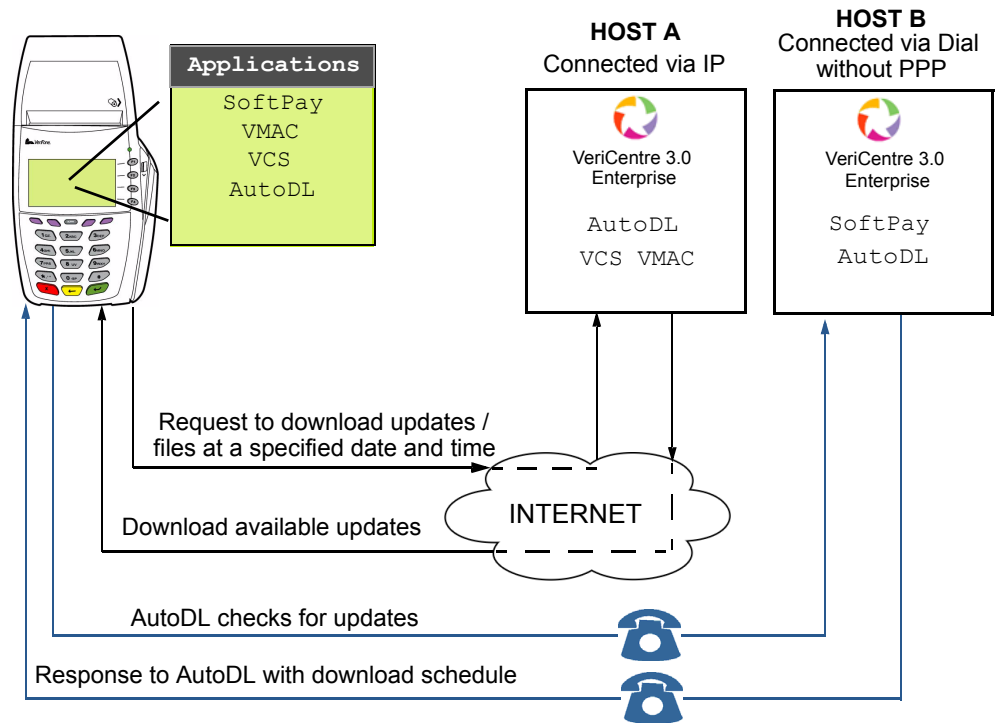 HOST A
Connected via IP
HOST B
Connected via Dial
without PPP
Applications
SoftPay
VMAC
VCS
AutoDL
VeriCentre 3.0
Enterprise
AutoDL
VCS VMAC
VeriCentre 3.0
Enterprise
SoftPay
AutoDL
Request to download updates /
files at a specified date and time
INTERNET
Download available updates
AutoDL checks for updates
Response to AutoDL with download schedule